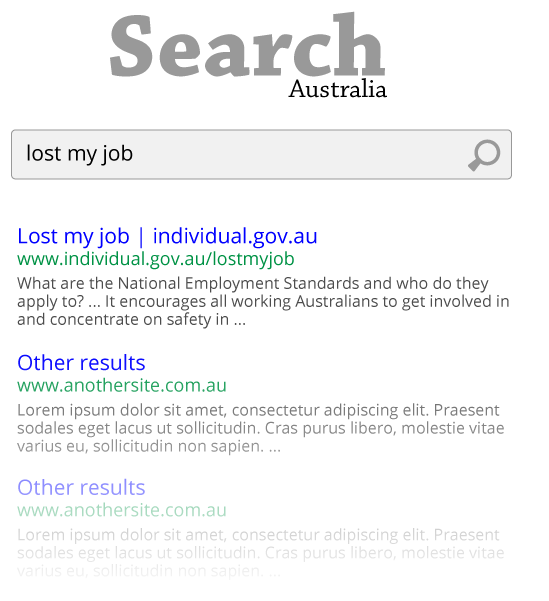 Search
Australia
lost my job
Lost my job | individual.gov.au
www.individual.gov.au/lostmyjob
What are the National Employment Standards and who do they
apply to? ... It encourages all working Australians to get involved in
and concentrate on safety in ...
Other results
www.anothersite.com.au
Lorem ipsum dolor sit amet, consectetur adipiscing elit. Praesent
sodales eget lacus ut sollicitudin. Cras purus libero, molestie vitae
varius eu, sollicitudin non sapien. ...
Other results
www.anothersite.com.au
Lorem ipsum dolor sit amet, consectetur adipiscing elit. Praesent
sodales eget lacus ut sollicitudin. Cras purus libero, molestie vitae
varius eu, sollicitudin non sapien. ...